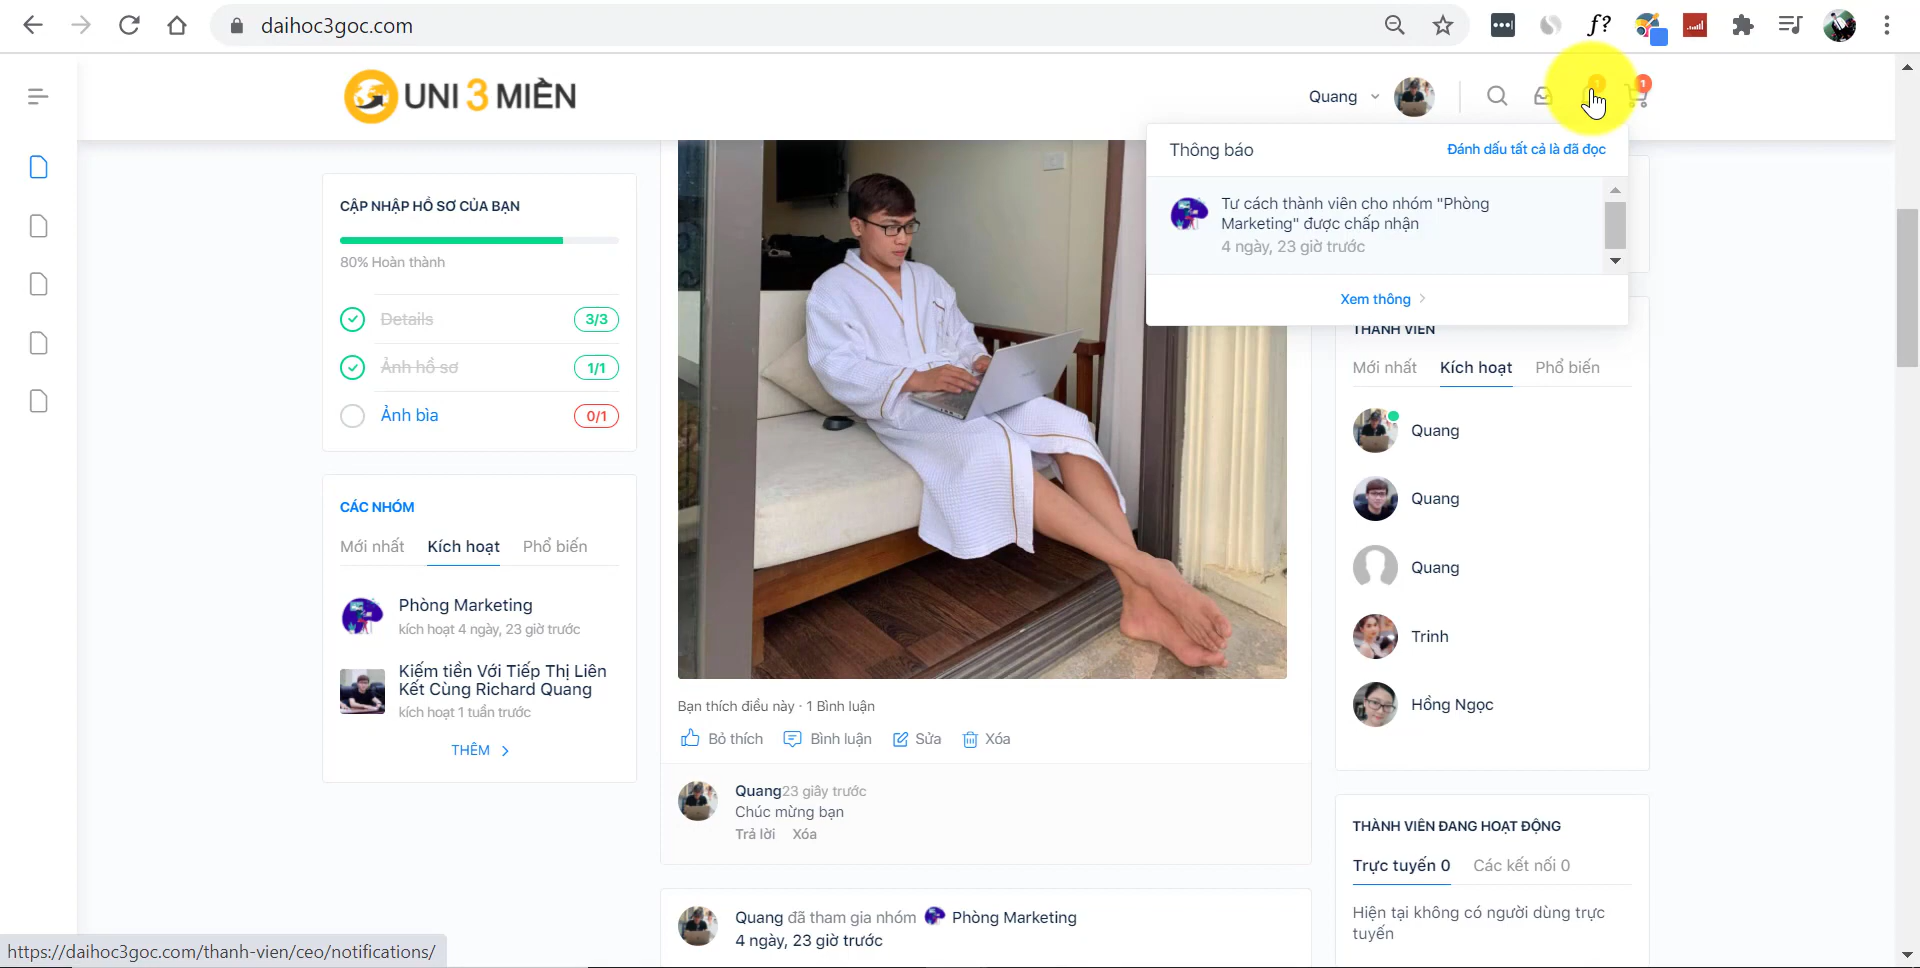 daihoc3goc.com
f?
UNI 3 MIỀN
Quang
1
1
Thông báo
Đánh dấu tất cả là đã đọc
Tư cách thành viên cho nhóm "Phòng
Marketing" được chấp nhận
4 ngày, 23 giờ trước
Xem thông
CẬP NHẬP HỒ SƠ CỦA BẠN
80% Hoàn thành
Details
3/3
Ảnh hồ sơ
1/1
Ảnh bìa
0/1
CÁC NHÓM
Mới nhất
Kích hoạt
Phổ biến
Phòng Marketing
kích hoạt 4 ngày, 23 giờ trước
Kiếm tiền Với Tiếp Thị Liên
Kết Cùng Richard Quang
kích hoạt 1 tuần trước
THÊM
Bạn thích điều này · 1 Bình luận
Bỏ thích
Bình luận
Sửa
Xóa
Quang23 giây trước
Chúc mừng bạn
Trả lời
Xóa
Quang đã tham gia nhóm Phòng Marketing
4 ngày, 23 giờ trước
THÀNH VIÊN
Mới nhất
Kích hoạt
Phổ biến
Quang
Quang
Quang
Trinh
Hồng Ngọc
THÀNH VIÊN ĐANG HOẠT ĐỘNG
Trực tuyến 0
Các kết nối 0
Hiện tại không có người dùng trực
tuyến
https://daihoc3goc.com/thanh-vien/ceo/notifications/